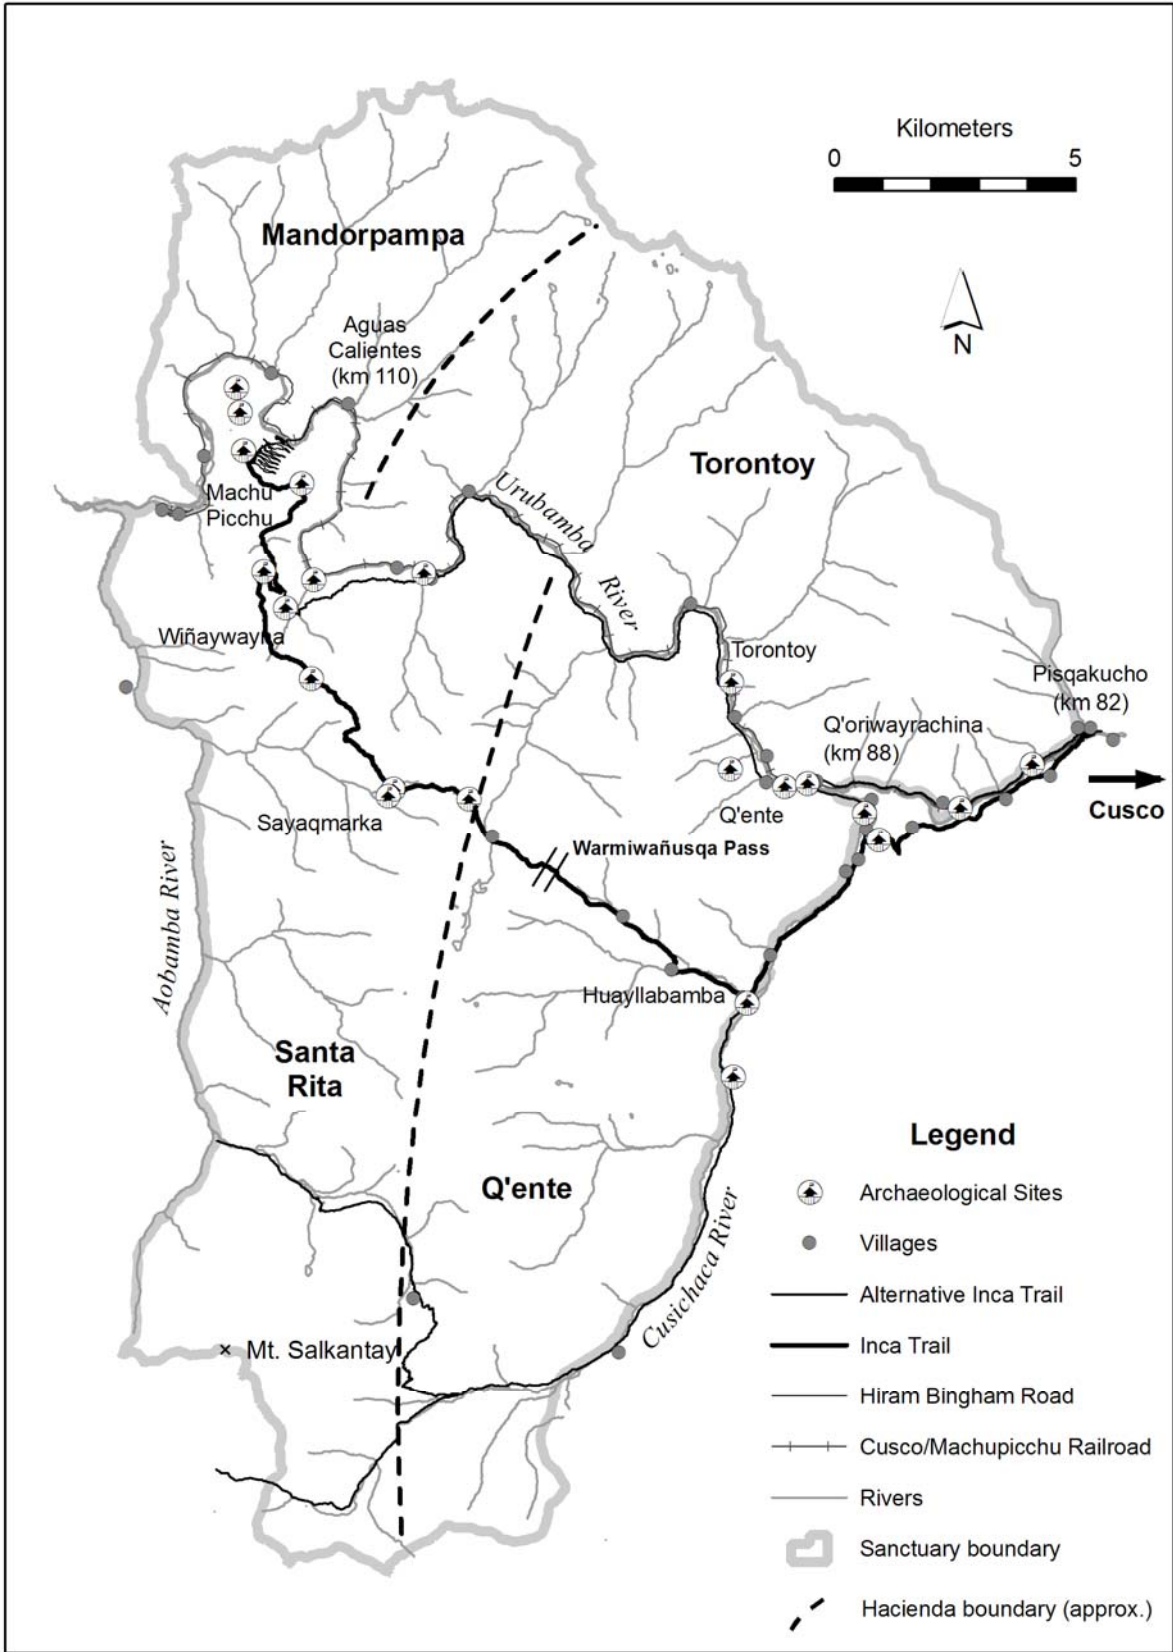 Kilometers
0 5
Mandorpampa
N
Aguas
Calientes
(km 110)
Torontoy
Urubamba
River
Machu
Picchu
Wiñaywayna
Torontoy
Pisqakucho
(km 82)
Q'oriwayrachina
(km 88)
Q'ente
Cusco
Sayaqmarka
Warmiwañusqa Pass
Aobamba River
Huayllabamba
Santa
Rita
Q'ente
Cusichaca River
Mt. Salkantay
Legend
Archaeological Sites
Villages
Alternative Inca Trail
Inca Trail
Hiram Bingham Road
Cusco/Machupicchu Railroad
Rivers
Sanctuary boundary
Hacienda boundary (approx.)